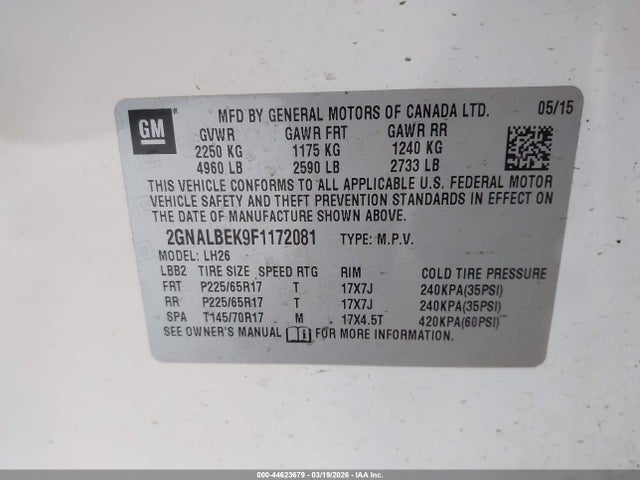 GM
MFD BY GENERAL MOTORS OF CANADA LTD. 05/15
GVWR GAWR FRT GAWR RR
2250 KG 1175 KG 1240 KG
4960 LB 2590 LB 2733 LB
THIS VEHICLE CONFORMS TO ALL APPLICABLE U.S. FEDERAL MOTOR
VEHICLE SAFETY AND THEFT PREVENTION STANDARDS IN EFFECT ON
THE DATE OF MANUFACTURE SHOWN ABOVE.
2GNALBEK9F1172081 TYPE: M.P.V.
MODEL: LH26
LBB2 TIRE SIZE SPEED RTG RIM COLD TIRE PRESSURE
FRT P225/65R17 T 17X7J 240KPA(35PSI)
RR P225/65R17 T 17X7J 240KPA(35PSI)
SPA T145/70R17 M 17X4.5T 420KPA(60PSI)
SEE OWNER'S MANUAL FOR MORE INFORMATION.
000-44623679 - 03/19/2026 - IAA Inc.